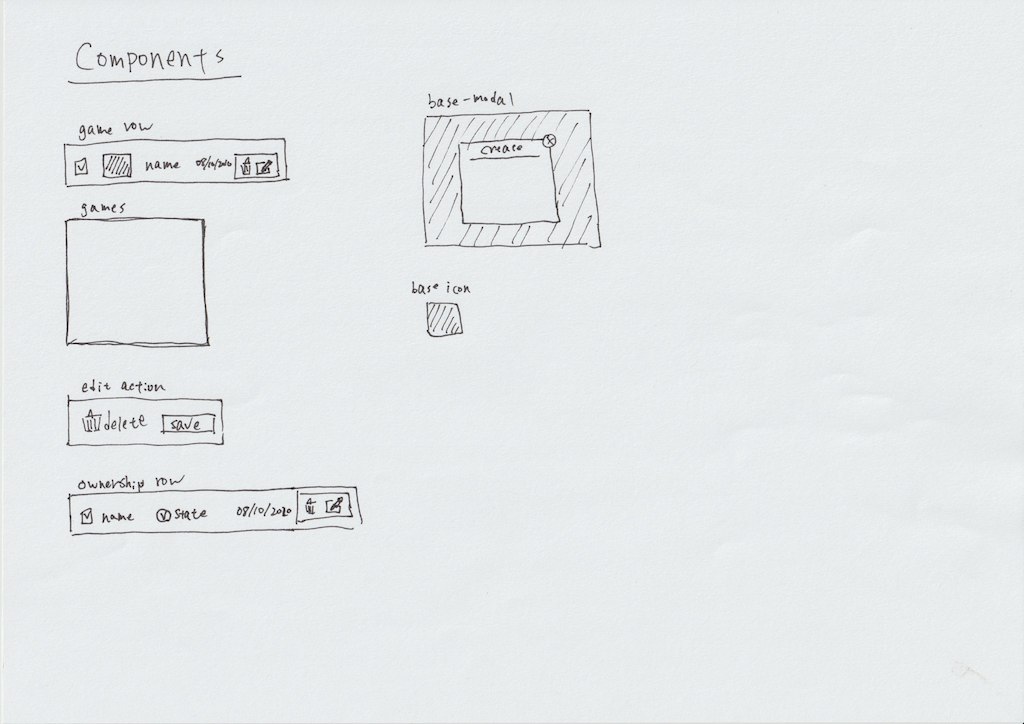 Components
game row
name 08/10/2020
games
edit action
delete save
ownership row
name state 08/10/2020
base-modal
create
base icon